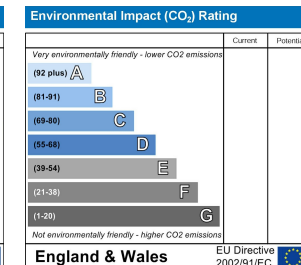 Environmental Impact (CO₂) Rating
Current
Very environmentally friendly - lower CO2 emissions
(92 plus) A
(81-91) B
(69-80) C
(55-68) D
(39-54) E
(21-38) F
(1-20) G
Not environmentally friendly - higher CO2 emissions
England & Wales
EU Directive
2002/91/EC